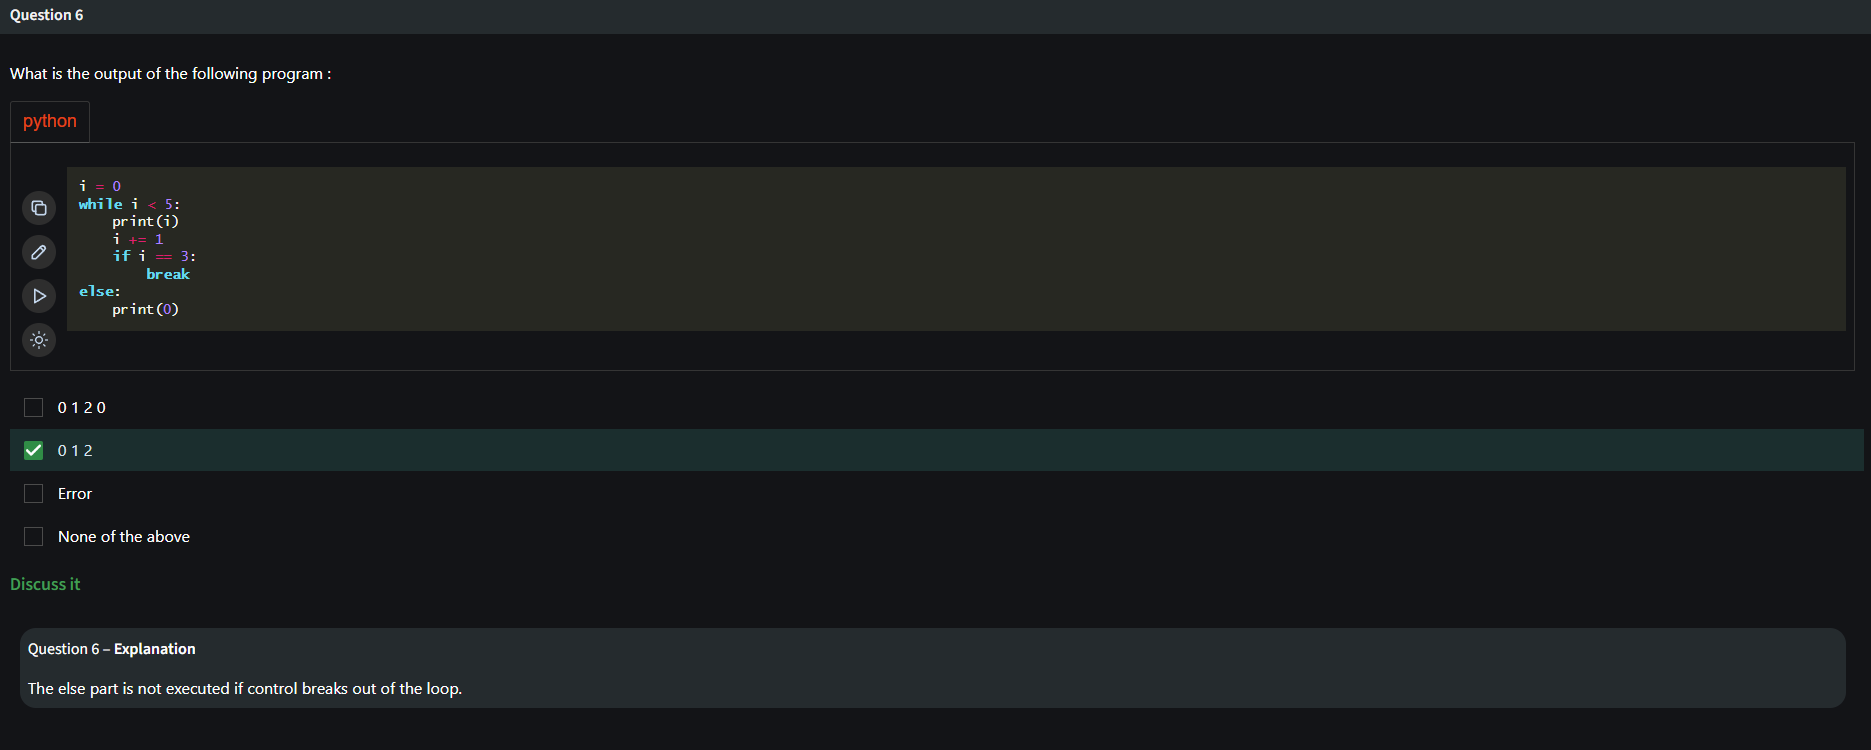 Question 6
What is the output of the following program :
python
i = 0
while i < 5:
    print(i)
    i += 1
    if i == 3:
        break
else:
    print(0)
0 1 2 0
0 1 2
Error
None of the above
Discuss it
Question 6 – Explanation
The else part is not executed if control breaks out of the loop.